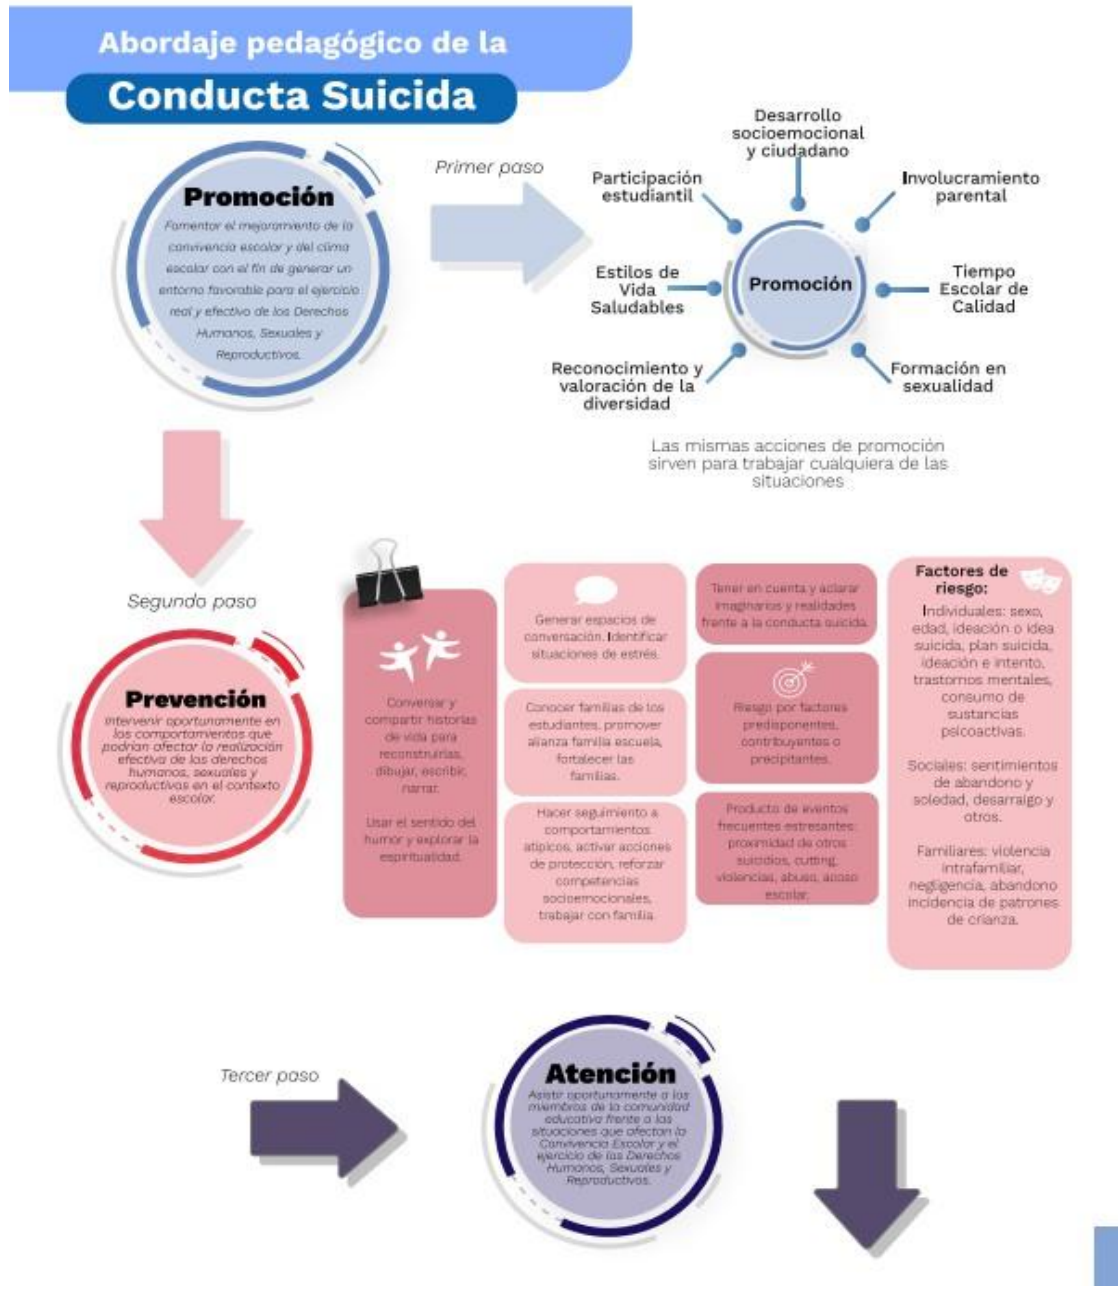 Abordaje pedagógico de la
Conducta Suicida
Promoción
Fomentar el mejoramiento de la
convivencia escolar y del clima
escolar con el fin de generar un
entorno favorable para el ejercicio
real y efectivo de los Derechos
Humanos, Sexuales y
Reproductivos.
Primer paso
Desarrollo
socioemocional
y ciudadano
Participación
estudiantil
Involucramiento
parental
Estilos de
Vida
Saludables
Promoción
Tiempo
Escolar de
Calidad
Reconocimiento y
valoración de la
diversidad
Formación en
sexualidad
Las mismas acciones de promoción
sirven para trabajar cualquiera de las
situaciones
Segundo paso
Prevención
Intervenir oportunamente en
los comportamientos que
podrían afectar la realización
efectiva de los derechos
humanos, sexuales y
reproductivos en el contexto
escolar.
Conversar y
compartir historias
de vida para
reconstruirlas,
dibujar, escribir,
narrar.
Usar el sentido del
humor y explorar la
espiritualidad.
Generar espacios de
conversación. Identificar
situaciones de estrés.
Conocer familias de los
estudiantes, promover
alianza familia escuela,
fortalecer las
familias.
Hacer seguimiento a
comportamientos
atípicos, activar acciones
de protección, reforzar
competencias
socioemocionales,
trabajar con familia.
Tener en cuenta y aclarar
imaginarios y realidades
frente a la conducta suicida.
Riesgo por factores
predisponentes,
contribuyentes o
precipitantes.
Producto de eventos
frecuentes estresantes:
proximidad de otros
suicidios, cutting,
violencias, abuso, acoso
escolar.
Factores de
riesgo:
Individuales: sexo,
edad, ideación o idea
suicida, plan suicida,
ideación e intento,
trastornos mentales,
consumo de
sustancias
psicoactivas.
Sociales: sentimientos
de abandono y
soledad, desarraigo y
otros.
Familiares: violencia
intrafamiliar,
negligencia, abandono
incidencia de patrones
de crianza.
Tercer paso
Atención
Asistir oportunamente a los
miembros de la comunidad
educativa frente a las
situaciones que afectan la
Convivencia Escolar y el
ejercicio de los Derechos
Humanos, Sexuales y
Reproductivos.